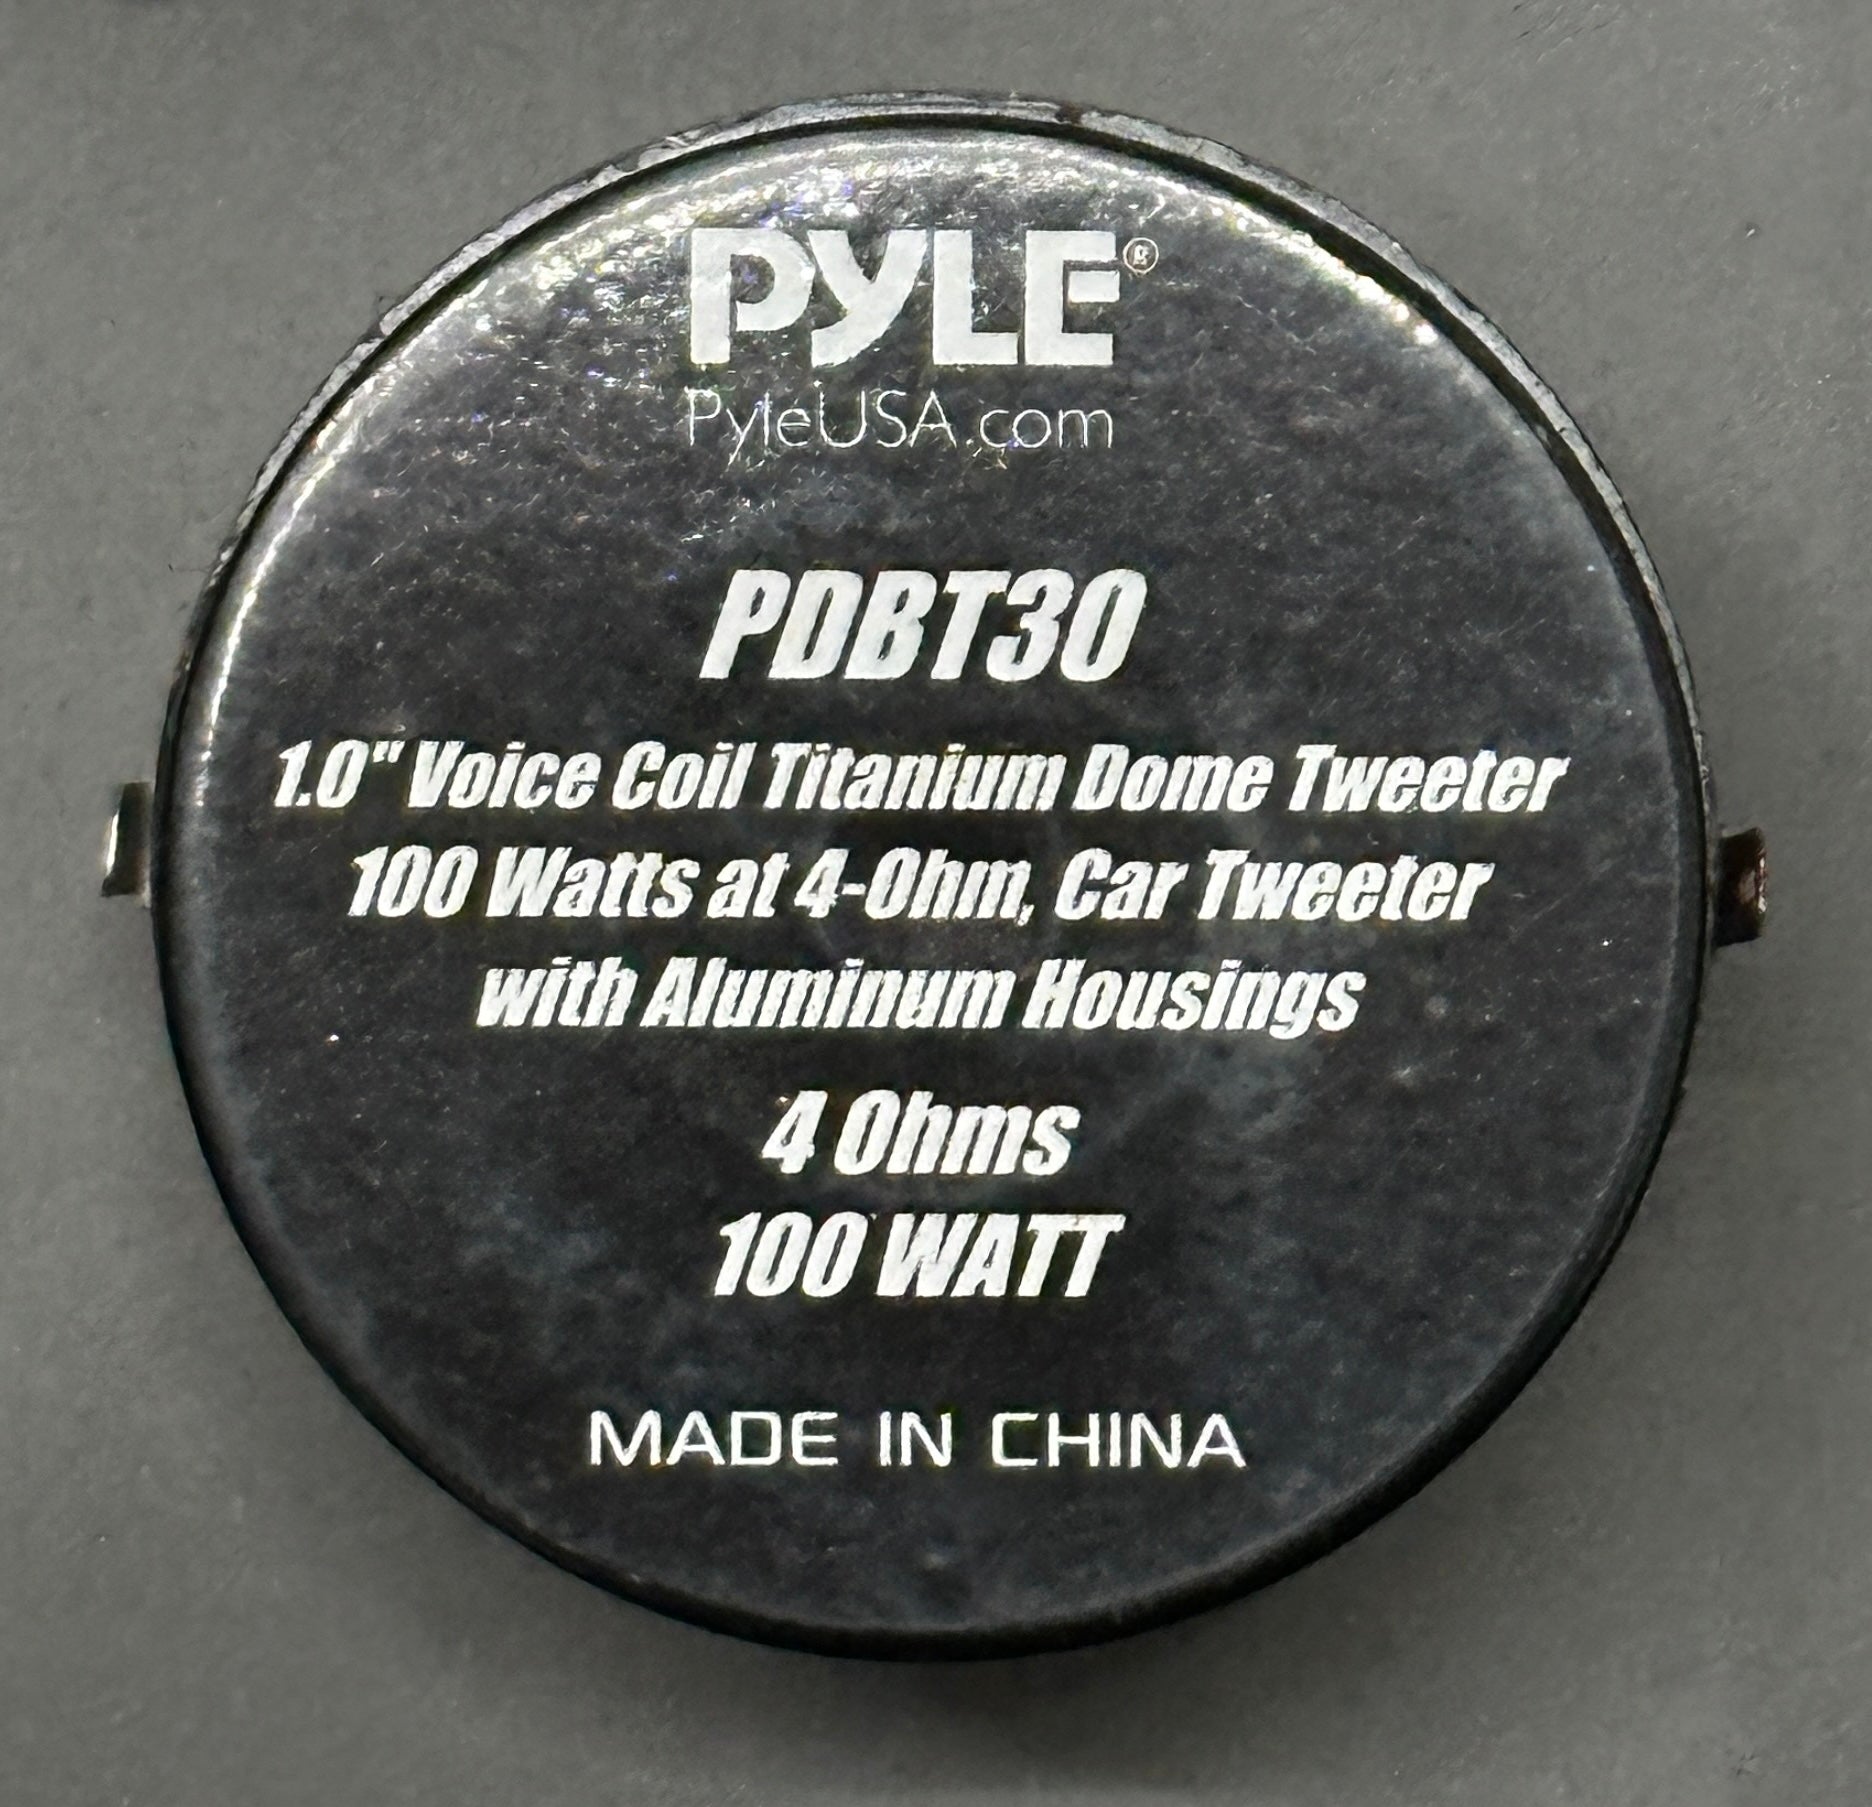 PYLE®
PyleUSA.com
PDBT30
1.0" Voice Coil Titanium Dome Tweeter
100 Watts at 4-Ohm, Car Tweeter
with Aluminum Housings
4 Ohms
100 WATT
MADE IN CHINA